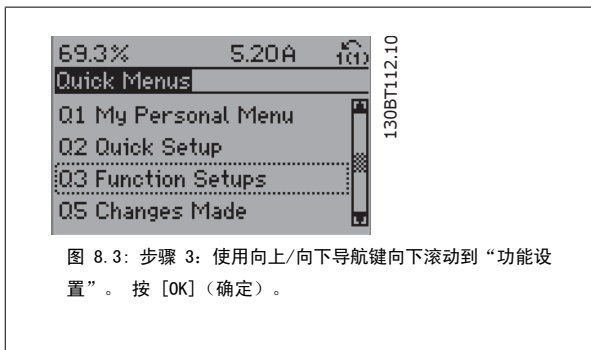 69.3% 5.20A 1(1)
Quick Menus
Q1 My Personal Menu
Q2 Quick Setup
Q3 Function Setups
Q5 Changes Made
130BT112.10
图 8.3: 步骤 3：使用向上/向下导航键向下滚动到“功能设
置”。 按 [OK]（确定）。